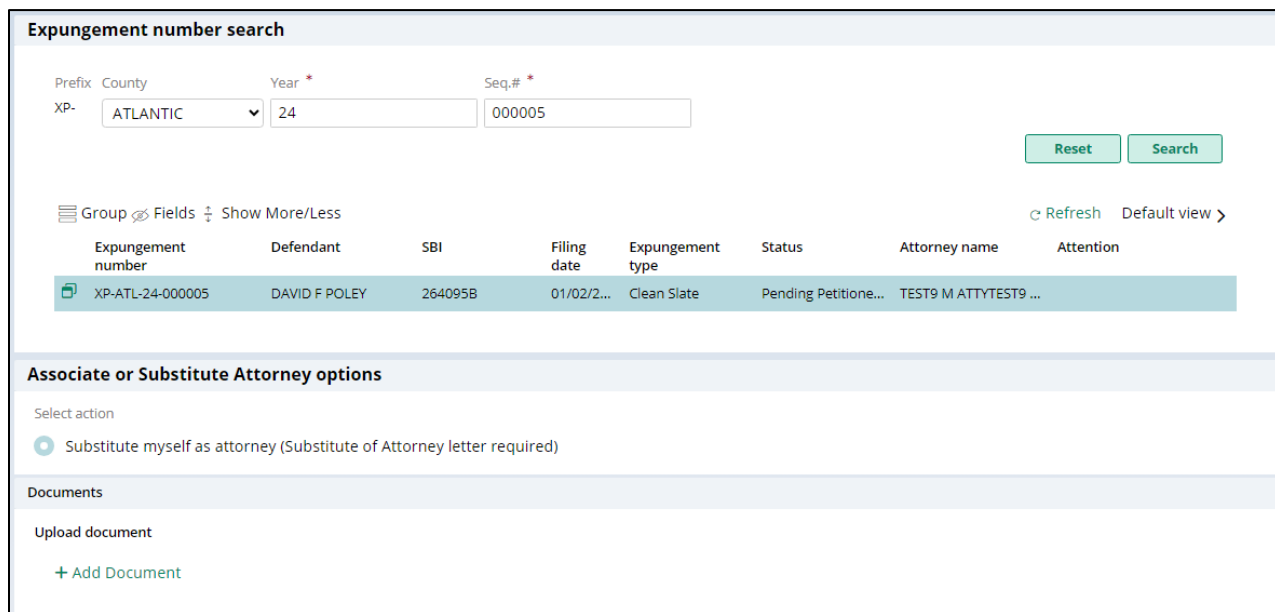 Expungement number search
Prefix County Year * Seq.# *
XP- ATLANTIC 24 000005
Reset Search
Group Fields Show More/Less Refresh Default view
Expungement number Defendant SBI Filing date Expungement type Status Attorney name Attention
XP-ATL-24-000005 DAVID F POLEY 264095B 01/02/2... Clean Slate Pending Petitione... TEST9 M ATTYTEST9 ...
Associate or Substitute Attorney options
Select action
Substitute myself as attorney (Substitute of Attorney letter required)
Documents
Upload document
+ Add Document